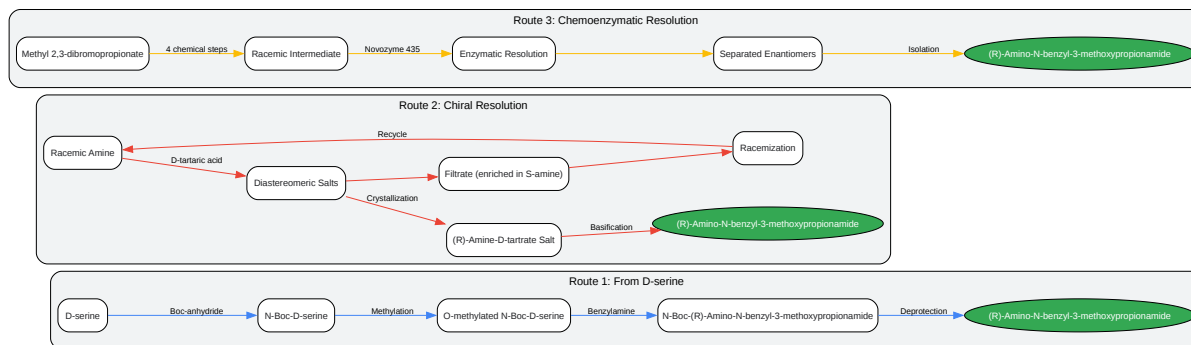 Route 3: Chemoenzymatic Resolution
Methyl 2,3-dibromopropionate
4 chemical steps
Racemic Intermediate
Novozyme 435
Enzymatic Resolution
Separated Enantiomers
Isolation
(R)-Amino-N-benzyl-3-methoxypropionamide
Route 2: Chiral Resolution
Racemic Amine
Recycle
D-tartaric acid
Diastereomeric Salts
Filtrate (enriched in S-amine)
Racemization
Crystallization
(R)-Amine-D-tartrate Salt
Basification
(R)-Amino-N-benzyl-3-methoxypropionamide
Route 1: From D-serine
D-serine
Boc-anhydride
N-Boc-D-serine
Methylation
O-methylated N-Boc-D-serine
Benzylamine
N-Boc-(R)-Amino-N-benzyl-3-methoxypropionamide
Deprotection
(R)-Amino-N-benzyl-3-methoxypropionamide